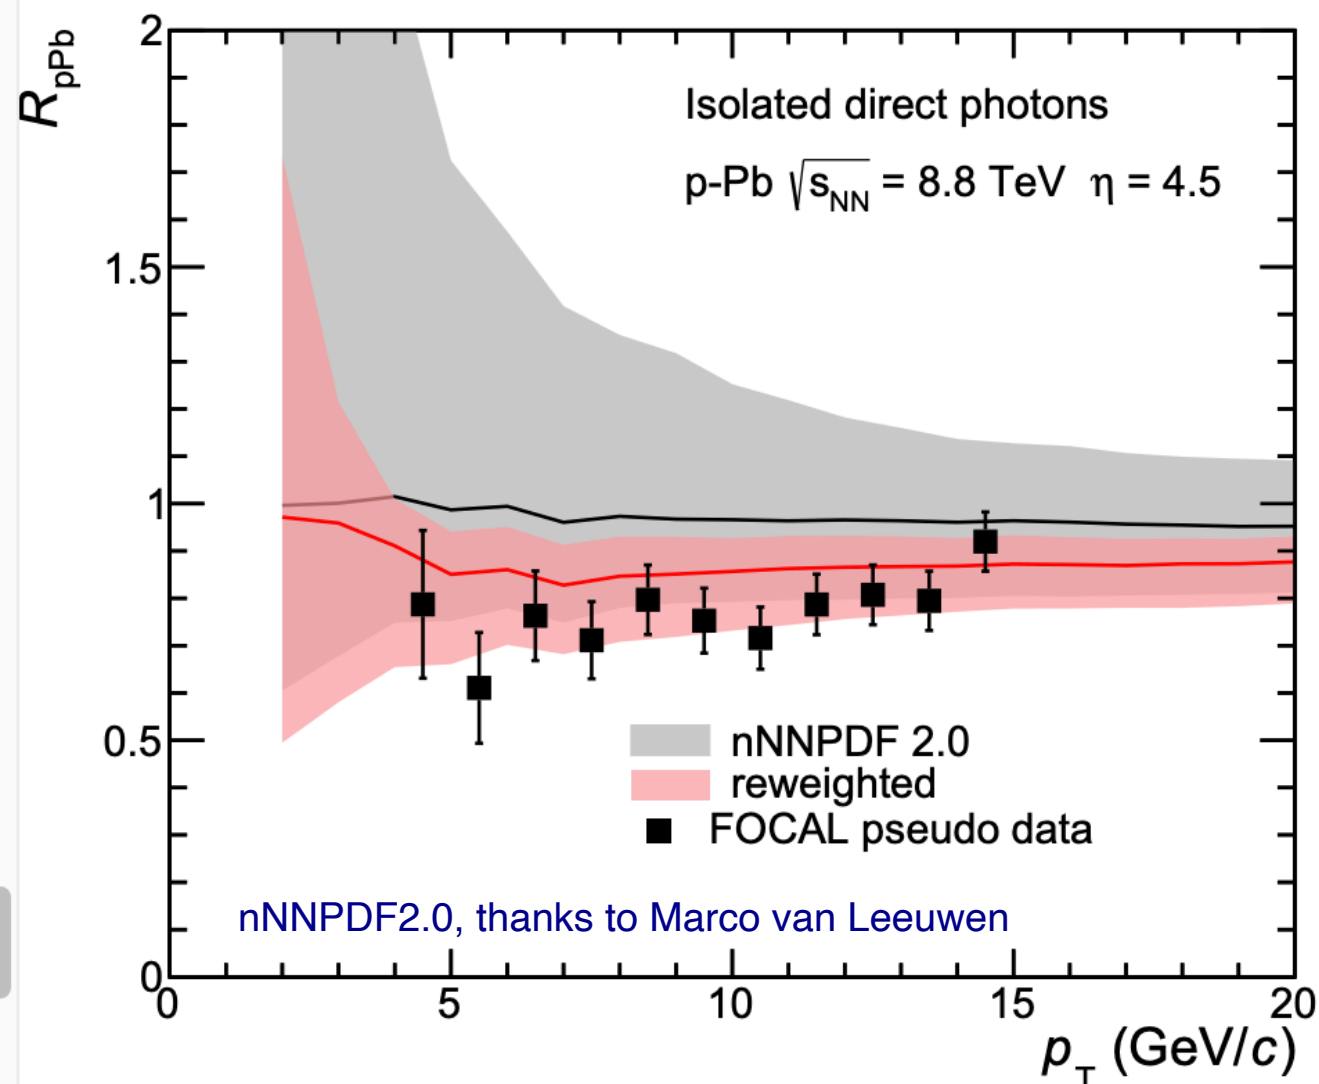 R_pPb
2
1.5
1
0.5
0
Isolated direct photons
p-Pb √s_NN = 8.8 TeV η = 4.5
nNNPDF 2.0
reweighted
FOCAL pseudo data
nNNPDF2.0, thanks to Marco van Leeuwen
0 5 10 15 20
p_T (GeV/c)